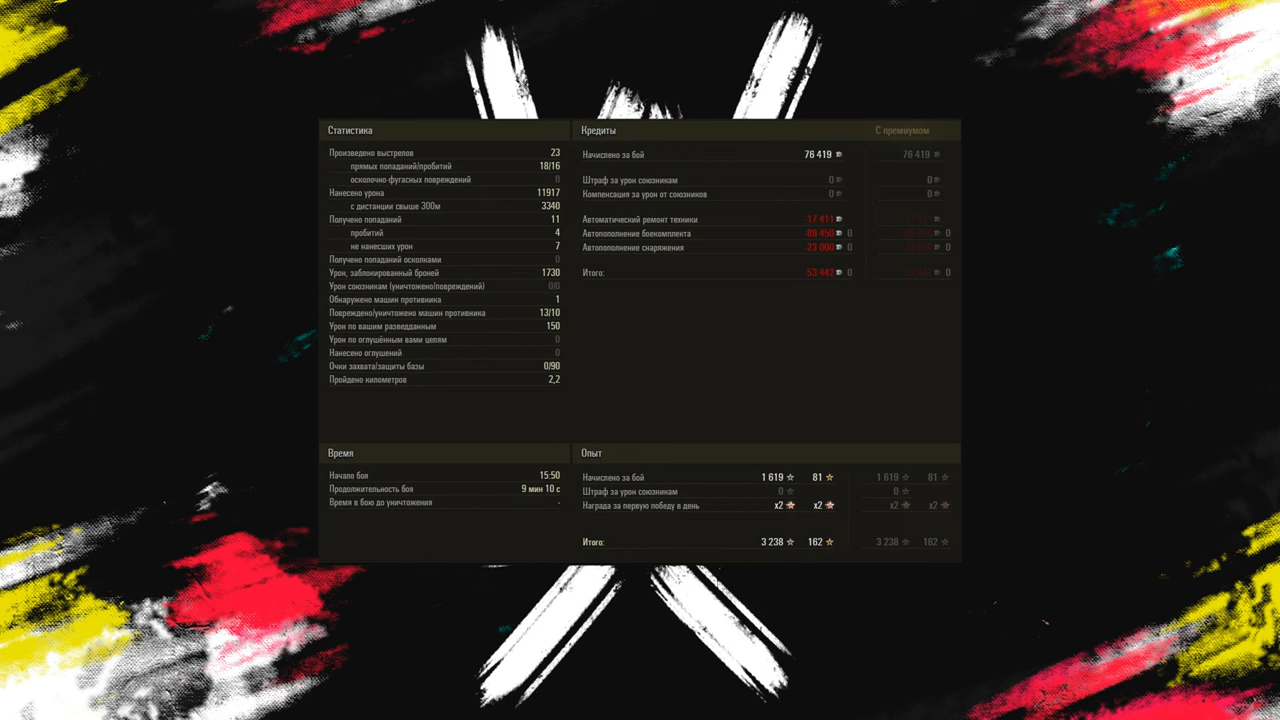 Статистика
Произведено выстрелов 23
прямых попаданий/пробитий 18/16
осколочно-фугасных повреждений 0
Нанесено урона 11917
с дистанции свыше 300м 3340
Получено попаданий 11
пробитий 4
не нанесших урон 7
Получено попаданий осколками 0
Урон, заблокированный броней 1730
Урон союзникам (уничтожено/повреждений) 0/0
Обнаружено машин противника 1
Повреждено/уничтожено машин противника 13/10
Урон по вашим разведданным 150
Урон по оглушённым вами целям 0
Нанесено оглушений 0
Очки захвата/защиты базы 0/90
Пройдено километров 2,2
Кредиты С премиумом
Начислено за бой 76 419 76 419
Штраф за урон союзникам 0 0
Компенсация за урон от союзников 0 0
Автоматический ремонт техники -17 411
Автопополнение боекомплекта -89 450 0 0
Автопополнение снаряжения -23 000 0 0
Итого: -53 442 0 0
Время
Начало боя 15:50
Продолжительность боя 9 мин 10 с
Время в бою до уничтожения -
Опыт
Начислено за бой 1 619 81 1 619 81
Штраф за урон союзникам 0 0
Награда за первую победу в день x2 x2 x2 x2
Итого: 3 238 162 3 238 162